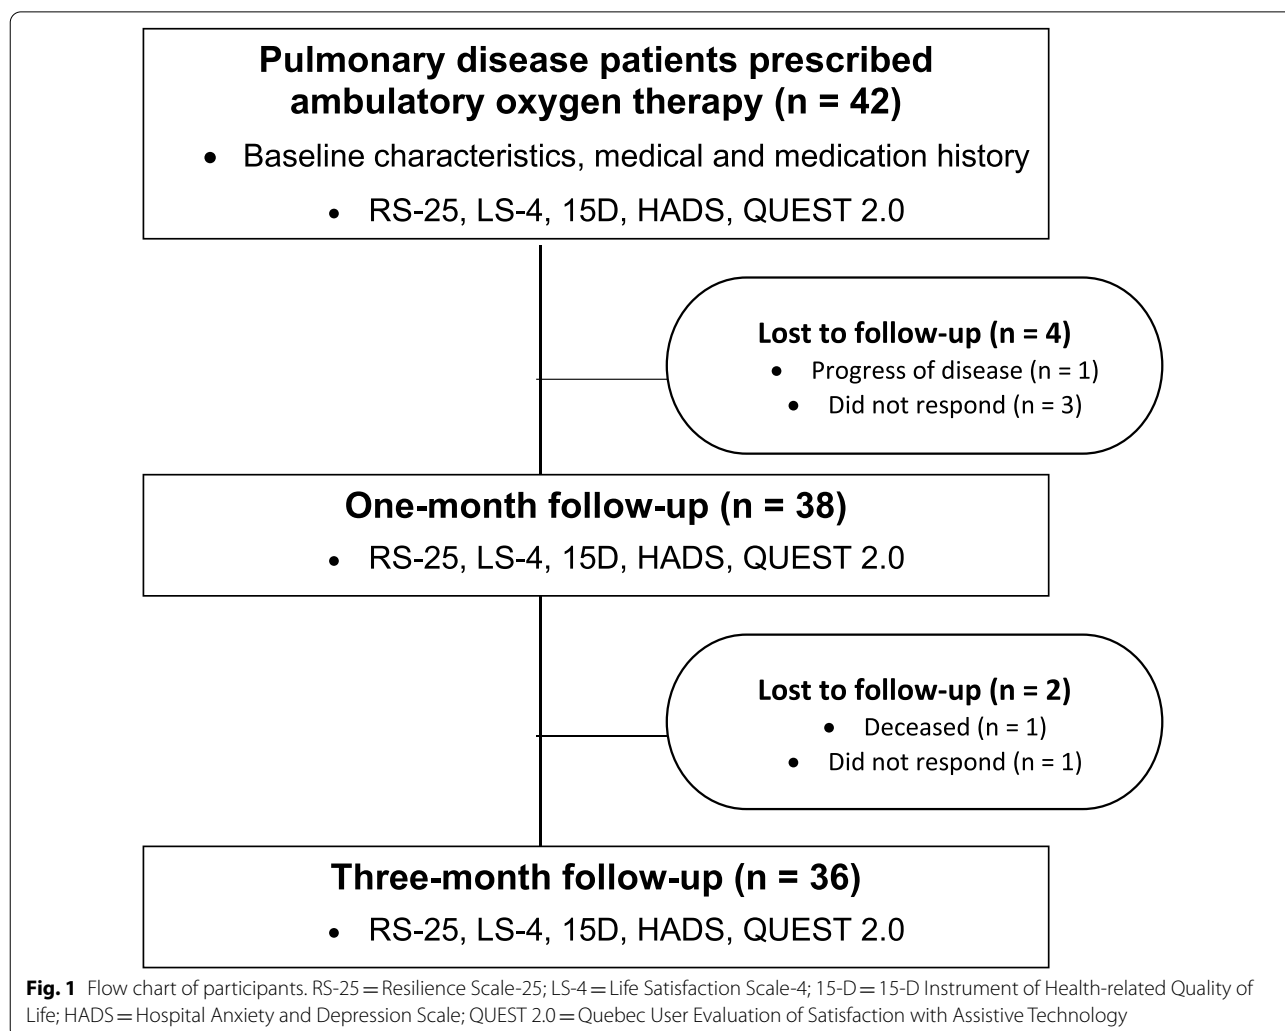 Pulmonary disease patients prescribed
ambulatory oxygen therapy (n = 42)
• Baseline characteristics, medical and medication history
• RS-25, LS-4, 15D, HADS, QUEST 2.0
Lost to follow-up (n = 4)
• Progress of disease (n = 1)
• Did not respond (n = 3)
One-month follow-up (n = 38)
• RS-25, LS-4, 15D, HADS, QUEST 2.0
Lost to follow-up (n = 2)
• Deceased (n = 1)
• Did not respond (n = 1)
Three-month follow-up (n = 36)
• RS-25, LS-4, 15D, HADS, QUEST 2.0
Fig. 1 Flow chart of participants. RS-25 = Resilience Scale-25; LS-4 = Life Satisfaction Scale-4; 15-D = 15-D Instrument of Health-related Quality of
Life; HADS = Hospital Anxiety and Depression Scale; QUEST 2.0 = Quebec User Evaluation of Satisfaction with Assistive Technology